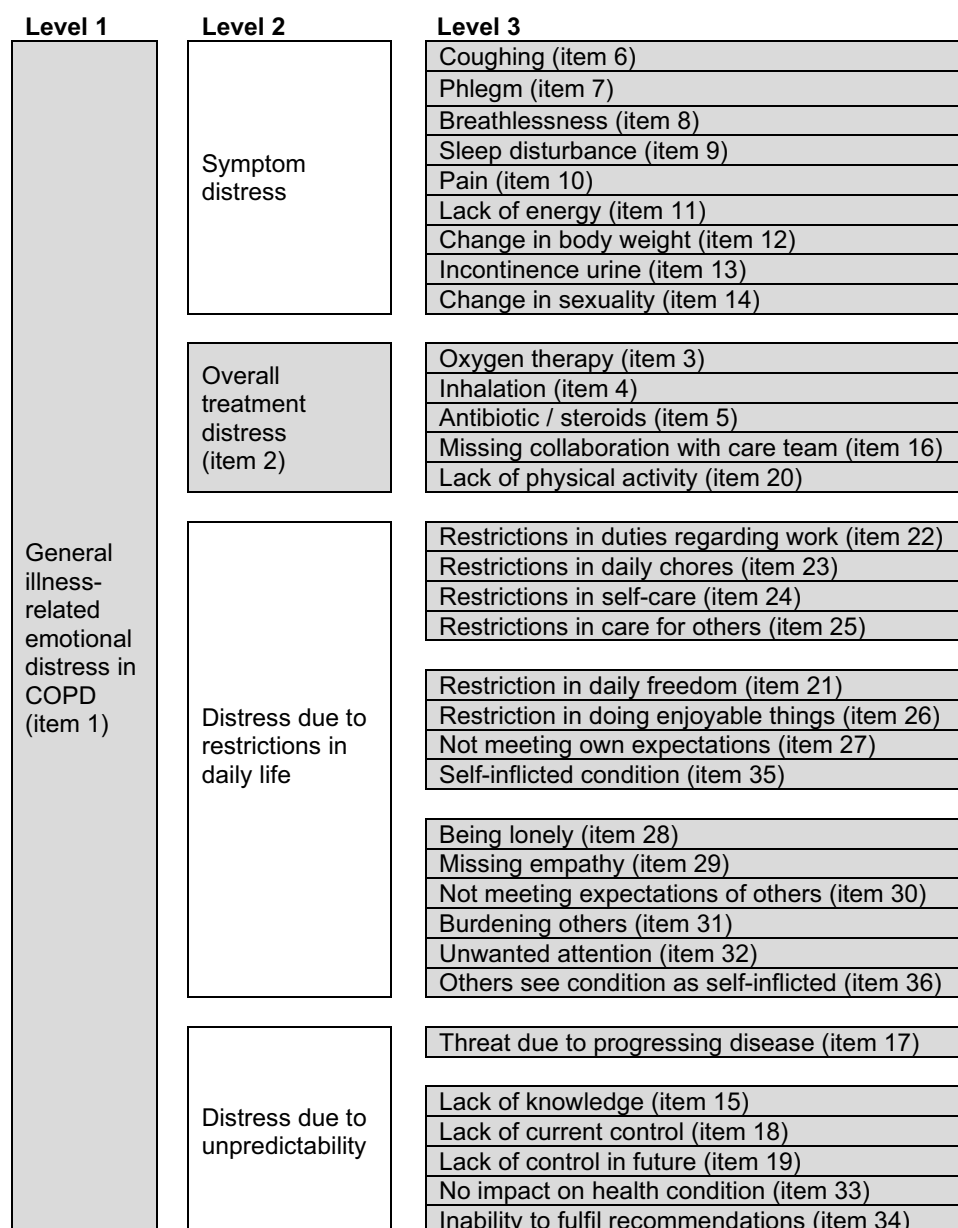 Level 1
Level 2
Level 3
General
illness-
related
emotional
distress in
COPD
(item 1)
Symptom
distress
Coughing (item 6)
Phlegm (item 7)
Breathlessness (item 8)
Sleep disturbance (item 9)
Pain (item 10)
Lack of energy (item 11)
Change in body weight (item 12)
Incontinence urine (item 13)
Change in sexuality (item 14)
Overall
treatment
distress
(item 2)
Oxygen therapy (item 3)
Inhalation (item 4)
Antibiotic / steroids (item 5)
Missing collaboration with care team (item 16)
Lack of physical activity (item 20)
Distress due to
restrictions in
daily life
Restrictions in duties regarding work (item 22)
Restrictions in daily chores (item 23)
Restrictions in self-care (item 24)
Restrictions in care for others (item 25)
Restriction in daily freedom (item 21)
Restriction in doing enjoyable things (item 26)
Not meeting own expectations (item 27)
Self-inflicted condition (item 35)
Being lonely (item 28)
Missing empathy (item 29)
Not meeting expectations of others (item 30)
Burdening others (item 31)
Unwanted attention (item 32)
Others see condition as self-inflicted (item 36)
Distress due to
unpredictability
Threat due to progressing disease (item 17)
Lack of knowledge (item 15)
Lack of current control (item 18)
Lack of control in future (item 19)
No impact on health condition (item 33)
Inability to fulfil recommendations (item 34)